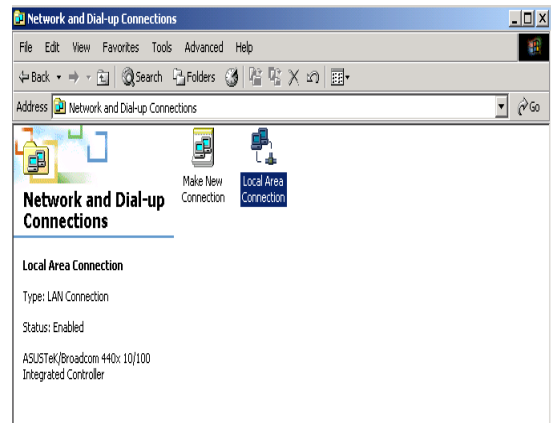 Network and Dial-up Connections
File Edit View Favorites Tools Advanced Help
Back Search Folders
Address Network and Dial-up Connections Go
Make New Connection
Local Area Connection
Network and Dial-up
Connections
Local Area Connection
Type: LAN Connection
Status: Enabled
ASUSTeK/Broadcom 440x 10/100
Integrated Controller